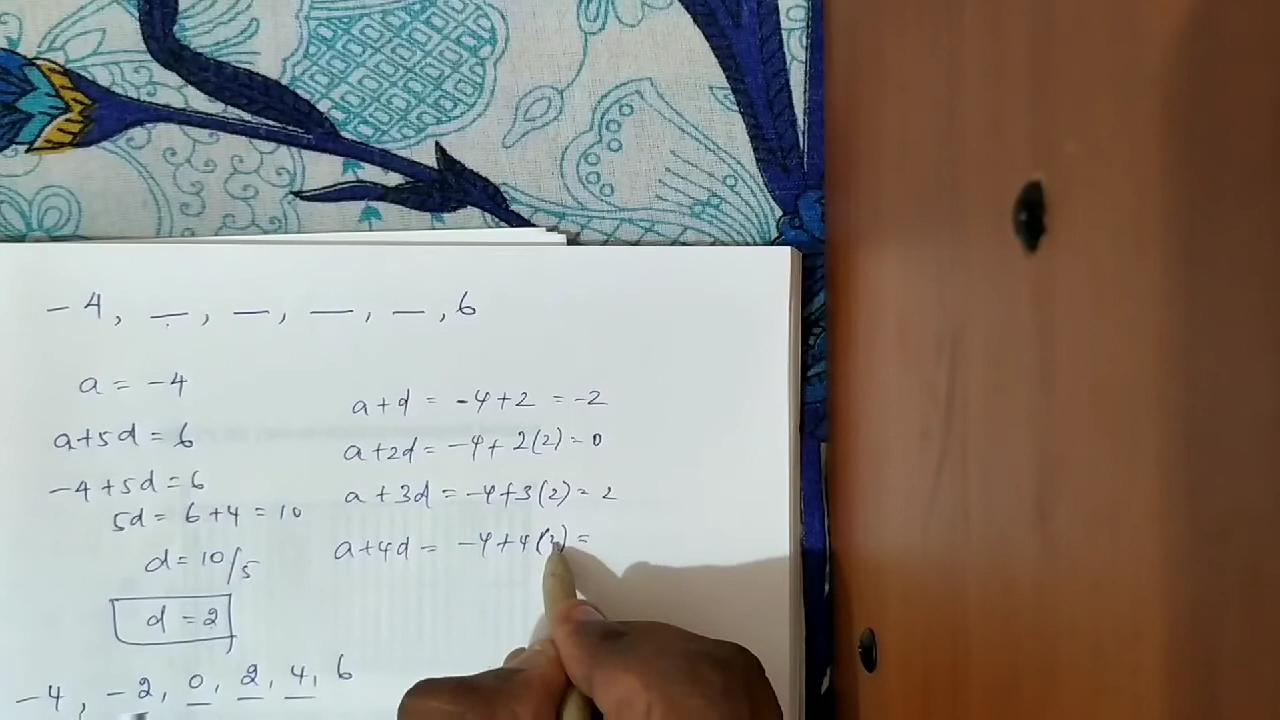 -4, __, __, __, __, 6
a = -4
a+5d = 6
-4+5d=6
5d = 6+4 = 10
d = 10/5
d = 2
a+d = -4+2 = -2
a+2d = -4+2(2)=0
a+3d = -4+3(2)=2
a+4d = -4+4(2)=
-4, -2, 0, 2, 4, 6